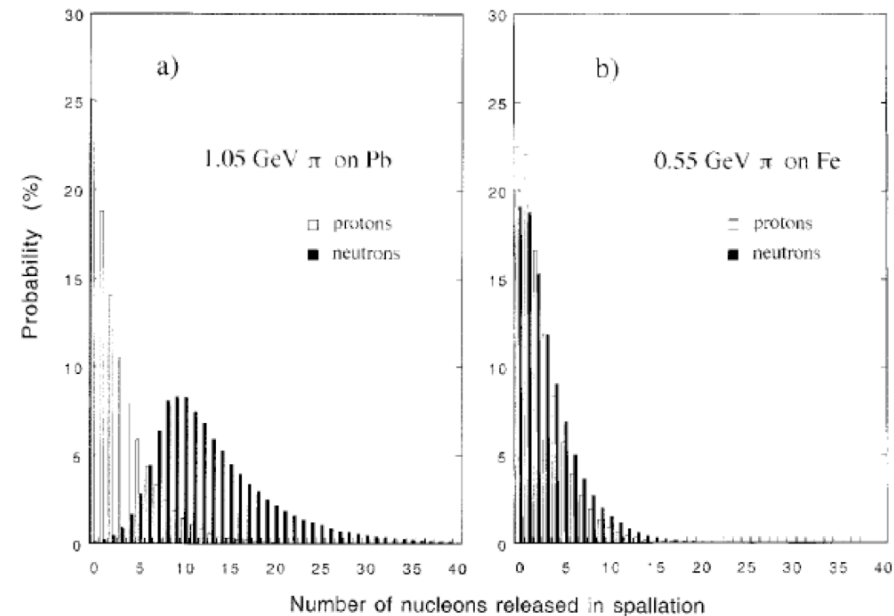 a)
1.05 GeV π on Pb
protons
neutrons
30
25
20
15
10
5
0
0 5 10 15 20 25 30 35 40
b)
0.55 GeV π on Fe
protons
neutrons
30
25
20
15
10
5
0
0 5 10 15 20 25 30 35 40
Probability (%)
Number of nucleons released in spallation